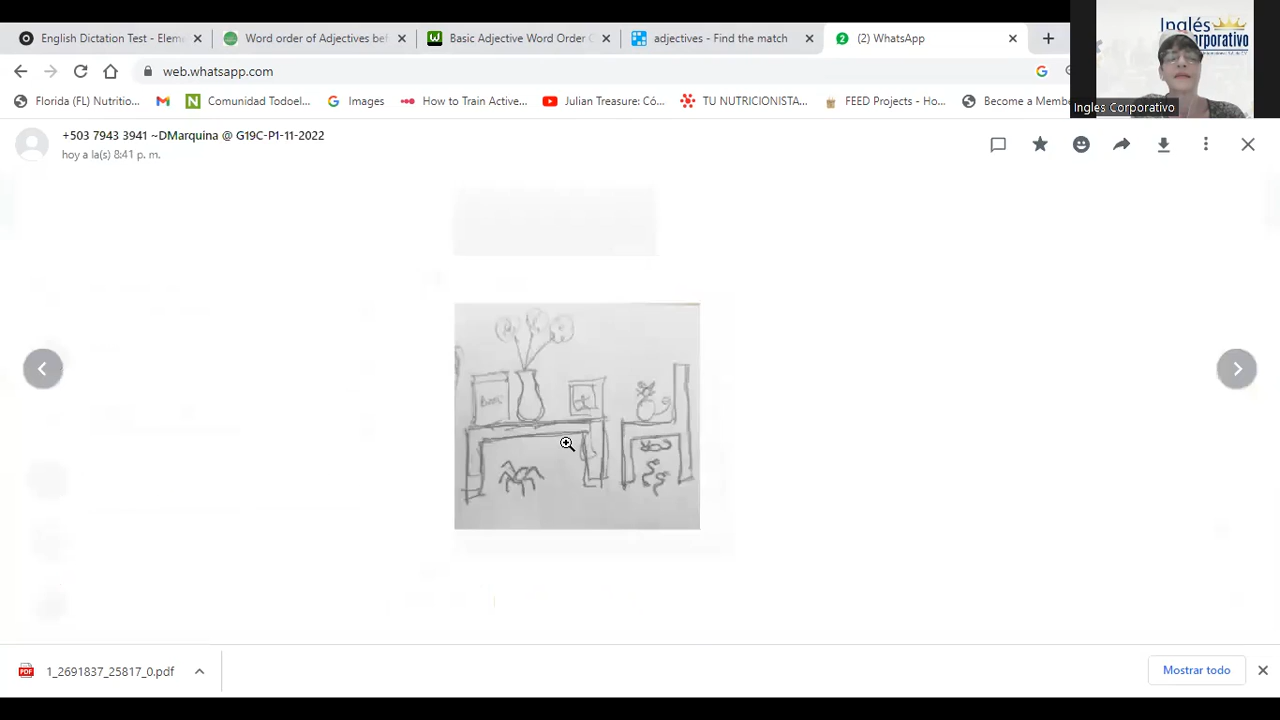 English Dictation Test - Elem
Word order of Adjectives bef
Basic Adjective Word Order C
adjectives - Find the match
(2) WhatsApp
web.whatsapp.com
Florida (FL) Nutritio...
Comunidad Todoel...
Images
How to Train Active...
Julian Treasure: Có...
TU NUTRICIONISTA...
FEED Projects - Ho...
Become a Membe
Inglés
Corporativo
Ingles Corporativo
+503 7943 3941 ~DMarquina @ G19C-P1-11-2022
hoy a la(s) 8:41 p. m.
PDF
1_2691837_25817_0.pdf
Mostrar todo